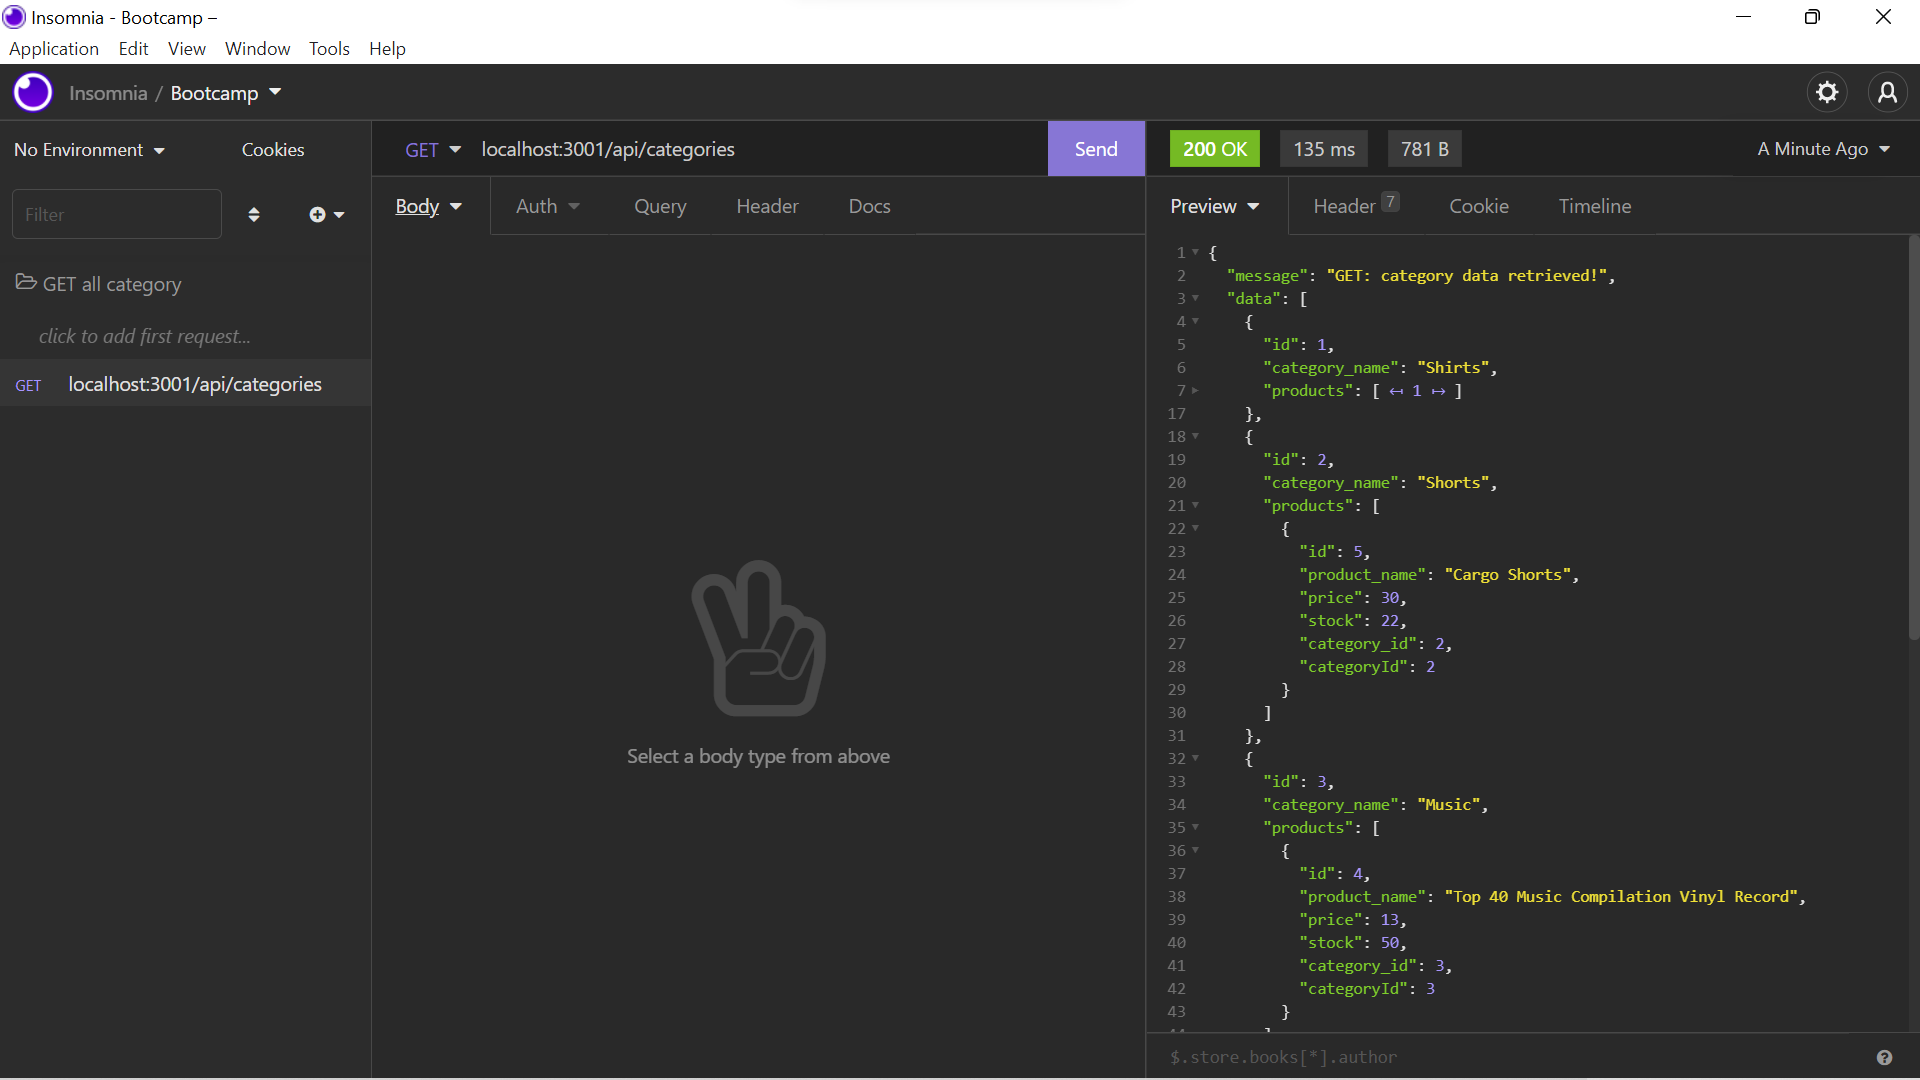 Insomnia - Bootcamp –
Application Edit View Window Tools Help
Insomnia / Bootcamp
No Environment Cookies
Filter
GET all category
click to add first request...
GET localhost:3001/api/categories
GET localhost:3001/api/categories Send
Body Auth Query Header Docs
Select a body type from above
200 OK 135 ms 781 B A Minute Ago
Preview Header 7 Cookie Timeline
1 {
2 "message": "GET: category data retrieved!",
3 "data": [
4 {
5 "id": 1,
6 "category_name": "Shirts",
7 "products": [ ↤ 1 ↦ ]
17 },
18 {
19 "id": 2,
20 "category_name": "Shorts",
21 "products": [
22 {
23 "id": 5,
24 "product_name": "Cargo Shorts",
25 "price": 30,
26 "stock": 22,
27 "category_id": 2,
28 "categoryId": 2
29 }
30 ]
31 },
32 {
33 "id": 3,
34 "category_name": "Music",
35 "products": [
36 {
37 "id": 4,
38 "product_name": "Top 40 Music Compilation Vinyl Record",
39 "price": 13,
40 "stock": 50,
41 "category_id": 3,
42 "categoryId": 3
43 }
$.store.books[*].author